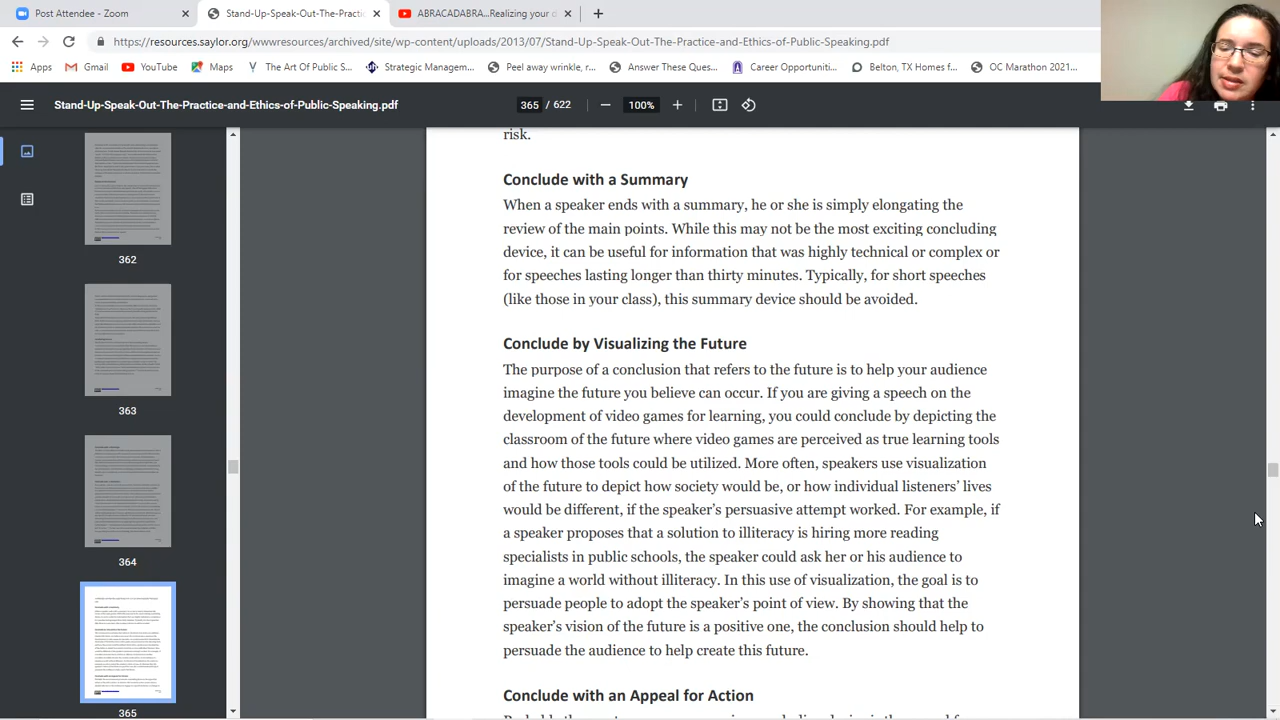 Post Attendee - Zoom
Stand-Up-Speak-Out-The-Practi
ABRACADABRA...Realizing your d
https://resources.saylor.org/wwwresources/archived/site/wp-content/uploads/2012/07/Stand-Up-Speak-Out-The-Practice-and-Ethics-of-Public-Speaking.pdf
Apps Gmail YouTube Maps The Art Of Public S... Strategic Managem... Periwinkle, r... Answer These Que... Career Opportuniti... Belton, TX Homes f... OC Marathon 2021...
Stand-Up-Speak-Out-The-Practice-and-Ethics-of-Public-Speaking.pdf 365 / 622 100%
362
363
364
365
risk.
Conclude with a Summary
When a speaker ends with a summary, he or she is simply elongating the
review of the main points. While this may not be the most exciting concluding
device, it can be useful for information that was highly technical or complex or
for speeches lasting longer than thirty minutes. Typically, for short speeches
(like those in your class), this summary device should be avoided.
Conclude by Visualizing the Future
The purpose of a conclusion that refers to the future is to help your audience
imagine the future you believe can occur. If you are giving a speech on the
development of video games for learning, you could conclude by depicting the
classroom of the future where video games are perceived as true learning tools
and how those tools could be utilized. More often, speakers use visualization
of the future to depict how society would be, or how individual listeners' lives
would be different, if the speaker's persuasive attempt worked. For example, if
a speaker proposes that a solution to illiteracy is hiring more reading
specialists in public schools, the speaker could ask her or his audience to
imagine a world without illiteracy. In this use of visualization, the goal is to
persuade people to adopt the speaker's point of view. By showing that the
speaker's vision of the future is a positive one, the conclusion should help to
persuade the audience to help create this future.
Conclude with an Appeal for Action